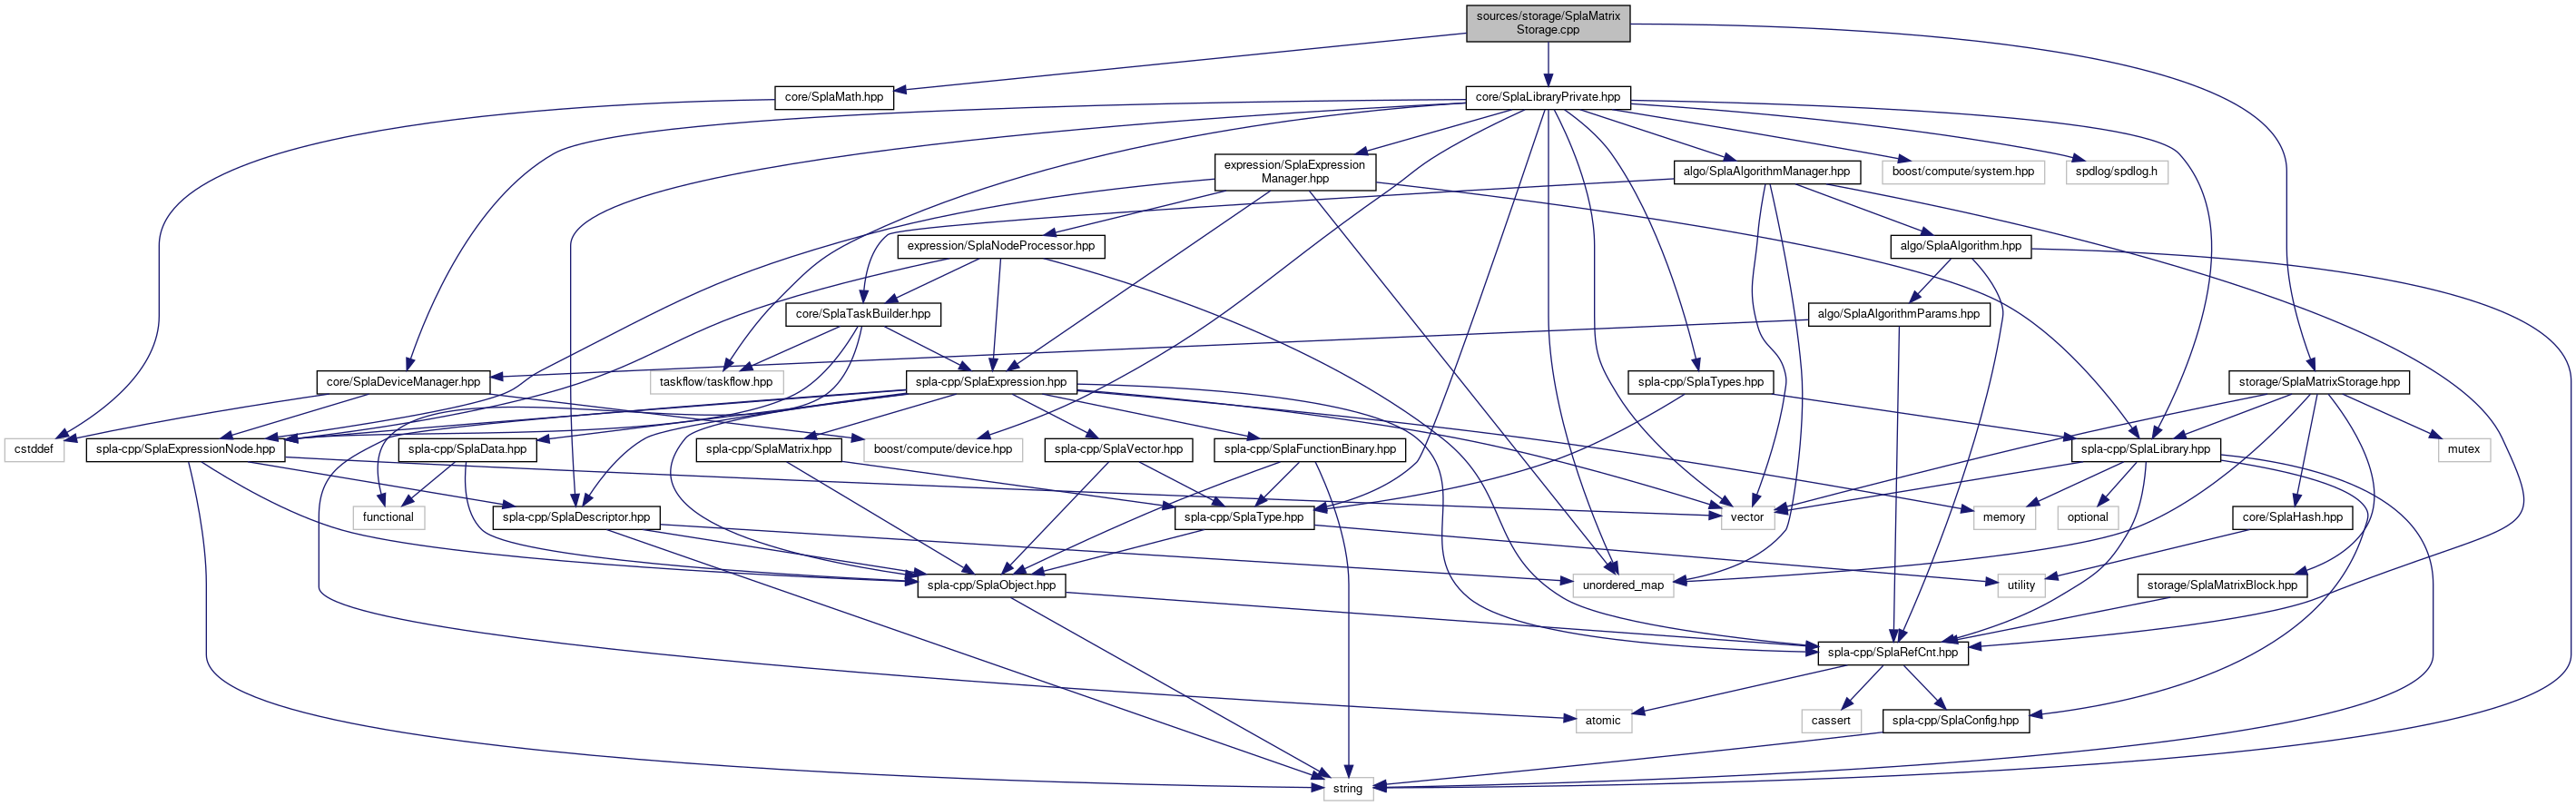 sources/storage/SplaMatrix
Storage.cpp
core/SplaMath.hpp
core/SplaLibraryPrivate.hpp
expression/SplaExpression
Manager.hpp
algo/SplaAlgorithmManager.hpp
boost/compute/system.hpp
spdlog/spdlog.h
expression/SplaNodeProcessor.hpp
algo/SplaAlgorithm.hpp
core/SplaTaskBuilder.hpp
algo/SplaAlgorithmParams.hpp
core/SplaDeviceManager.hpp
taskflow/taskflow.hpp
spla-cpp/SplaExpression.hpp
spla-cpp/SplaTypes.hpp
storage/SplaMatrixStorage.hpp
cstddef
spla-cpp/SplaExpressionNode.hpp
spla-cpp/SplaData.hpp
spla-cpp/SplaMatrix.hpp
boost/compute/device.hpp
spla-cpp/SplaVector.hpp
spla-cpp/SplaFunctionBinary.hpp
spla-cpp/SplaLibrary.hpp
mutex
functional
spla-cpp/SplaDescriptor.hpp
spla-cpp/SplaType.hpp
vector
memory
optional
core/SplaHash.hpp
spla-cpp/SplaObject.hpp
unordered_map
utility
storage/SplaMatrixBlock.hpp
spla-cpp/SplaRefCnt.hpp
atomic
cassert
spla-cpp/SplaConfig.hpp
string